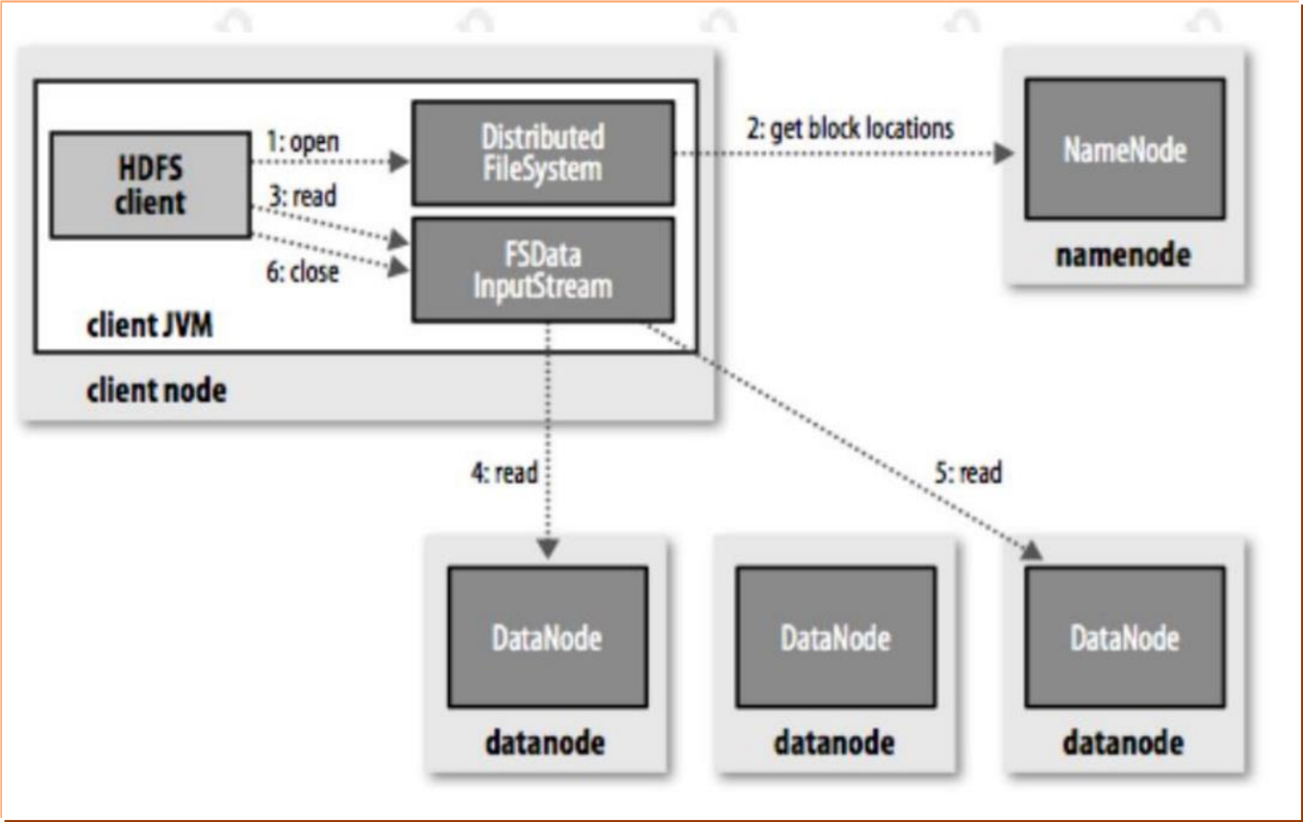 1: open
Distributed
FileSystem
2: get block locations
NameNode
HDFS
client
3: read
namenode
6: close
FSData
InputStream
client JVM
client node
4: read
5: read
DataNode
DataNode
DataNode
datanode
datanode
datanode